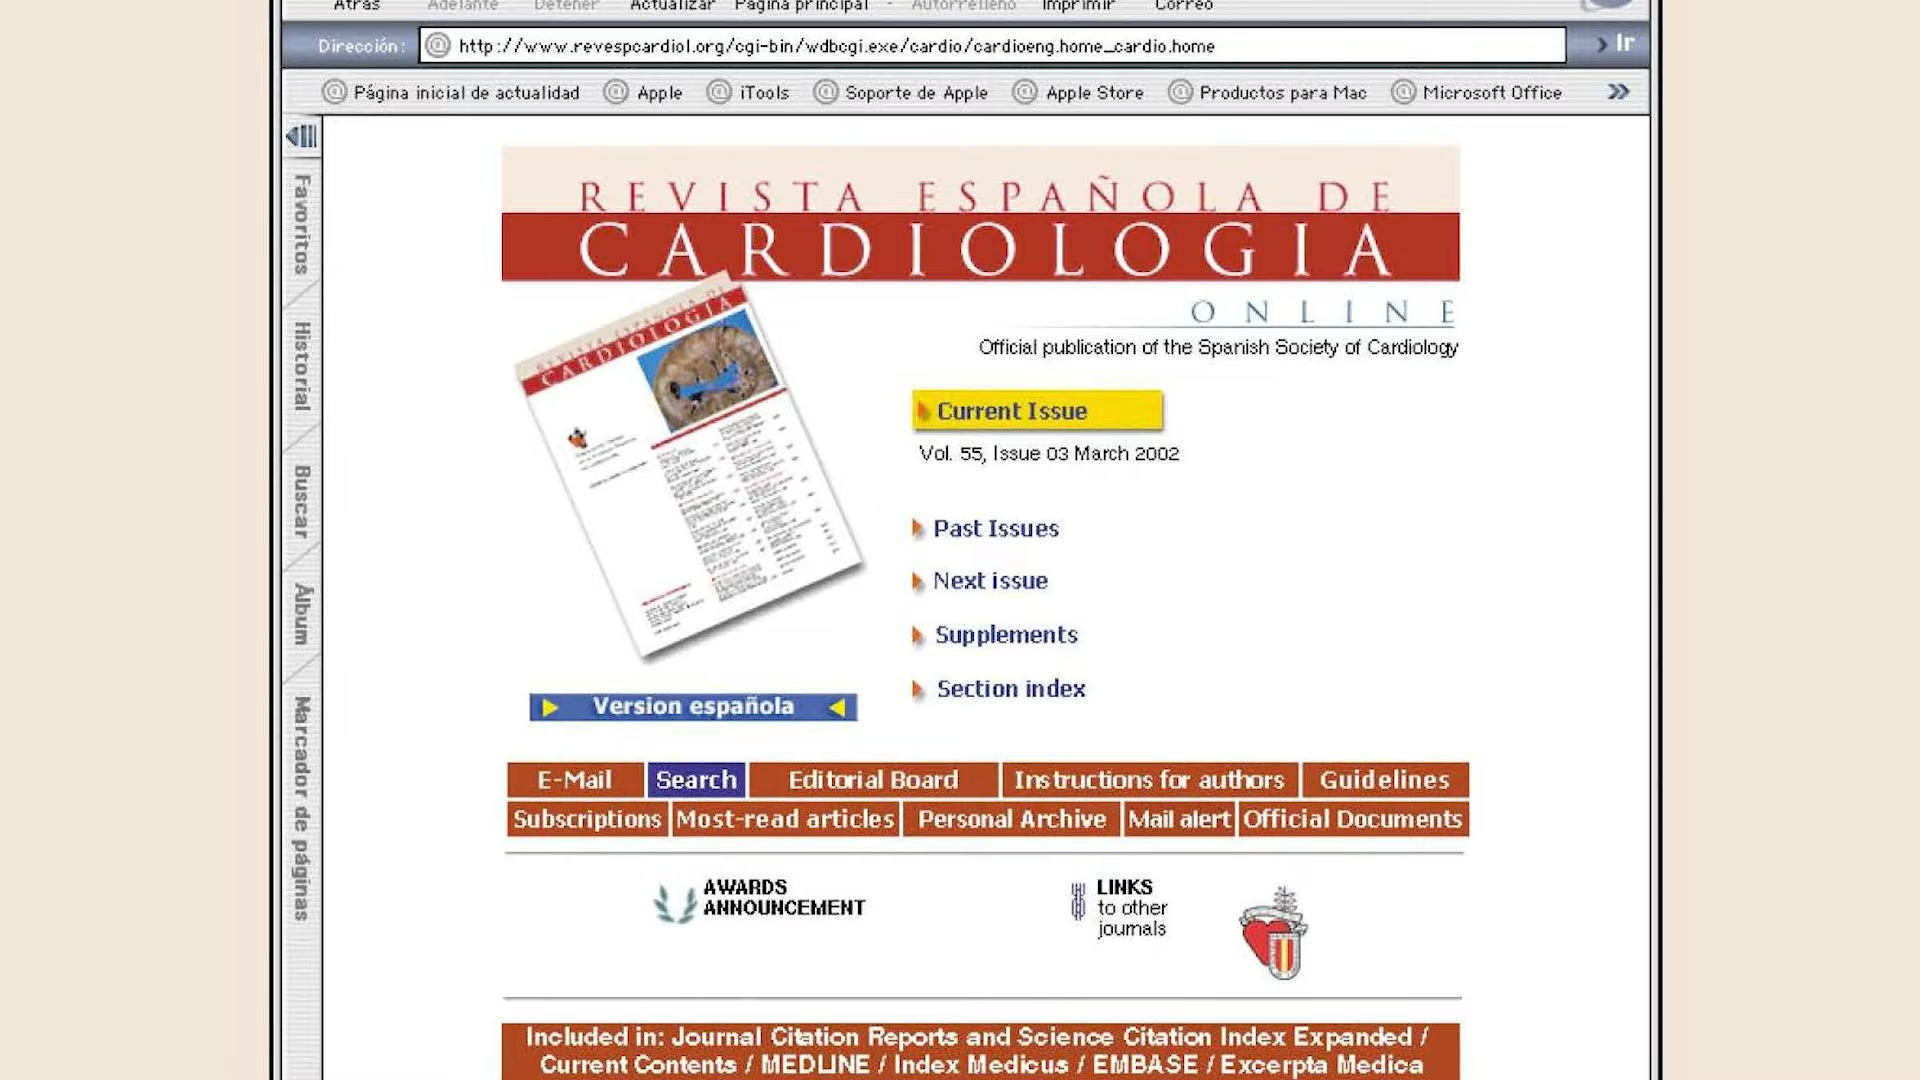 Atrás Adelante Detener Actualizar Página principal Autorrelleno Imprimir Correo
Dirección: http://www.revespcardiol.org/cgi-bin/wdbcgi.exe/cardio/cardioeng.home_cardio.home Ir
Página inicial de actualidad Apple iTools Soporte de Apple Apple Store Productos para Mac Microsoft Office
Favoritos
Historial
Buscar
Álbum
Marcador de páginas
REVISTA ESPAÑOLA DE
CARDIOLOGIA
ONLINE
Official publication of the Spanish Society of Cardiology
REVISTA ESPAÑOLA DE
CARDIOLOGIA
Current Issue
Vol. 55, Issue 03 March 2002
Past Issues
Next issue
Supplements
Section index
Version española
E-Mail Search Editorial Board Instructions for authors Guidelines
Subscriptions Most-read articles Personal Archive Mail alert Official Documents
AWARDS
ANNOUNCEMENT
LINKS
to other
journals
Included in: Journal Citation Reports and Science Citation Index Expanded /
Current Contents / MEDLINE / Index Medicus / EMBASE / Excerpta Medica